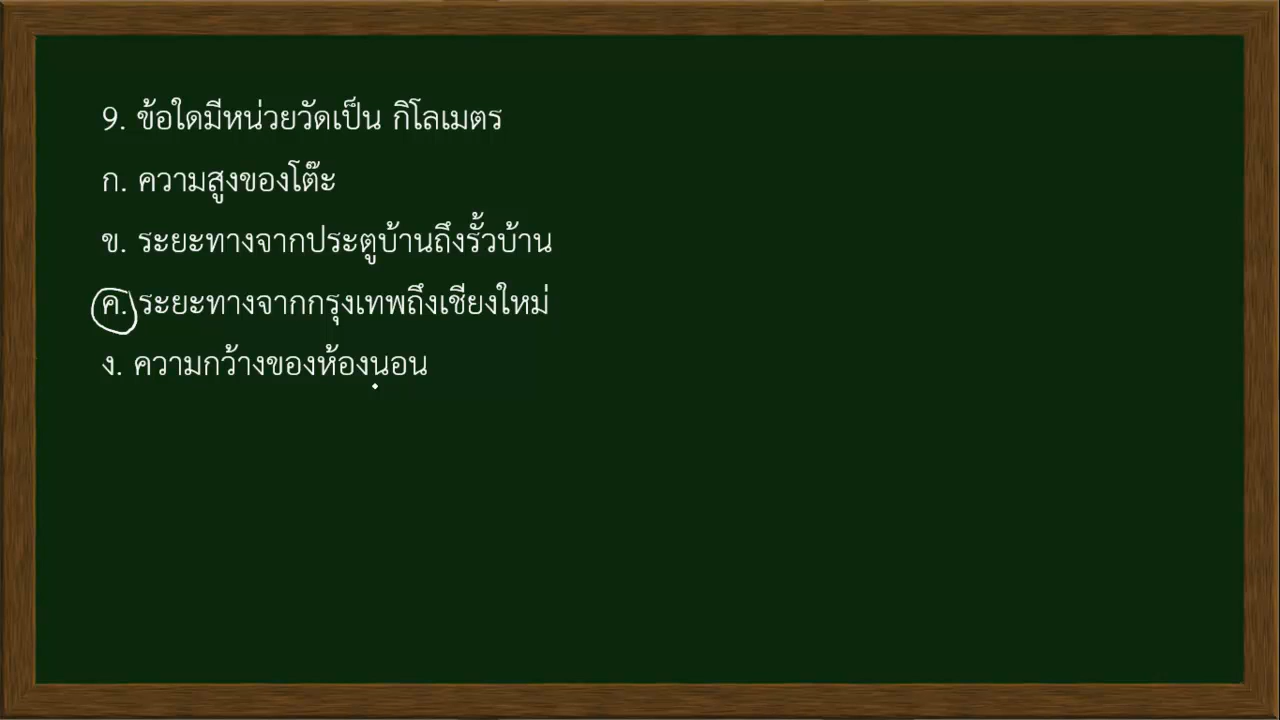 9. ข้อใดมีหน่วยวัดเป็น กิโลเมตร
ก. ความสูงของโต๊ะ
ข. ระยะทางจากประตูบ้านถึงรั้วบ้าน
ค. ระยะทางจากกรุงเทพถึงเชียงใหม่
ง. ความกว้างของห้องนอน